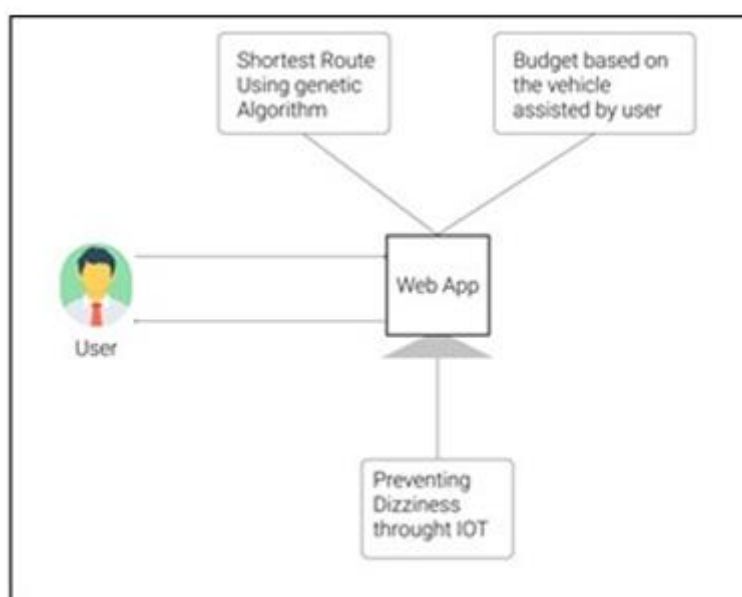 Shortest Route
Using genetic
Algorithm
Budget based on
the vehicle
assisted by user
Web App
User
Preventing
Dizziness
throught IOT